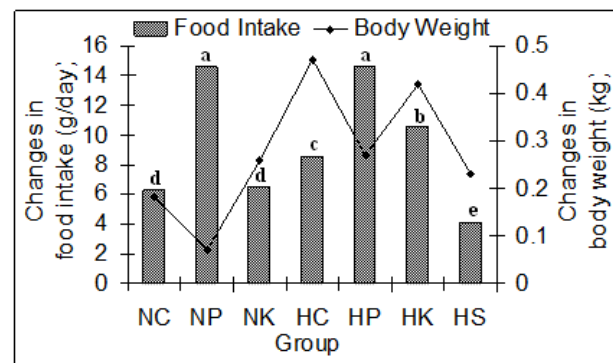 Food Intake Body Weight
Changes in food intake (g/day)
16
14
12
10
8
6
4
2
0
0.5
0.4
0.3
0.2
0.1
0
Changes in body weight (kg)
d
a
d
c
a
b
e
NC NP NK HC HP HK HS
Group